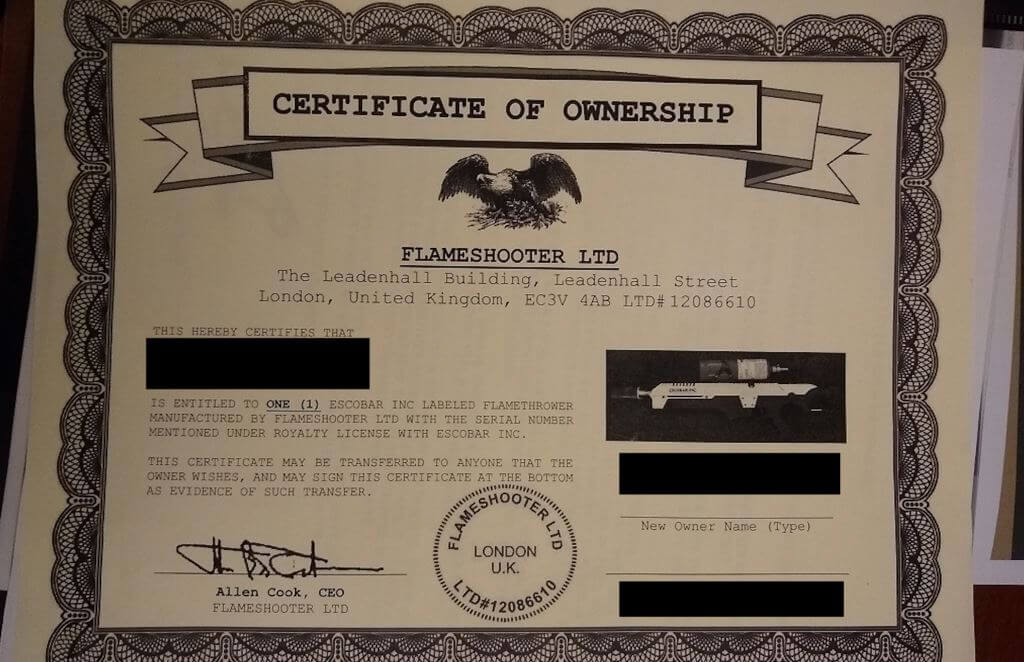 CERTIFICATE OF OWNERSHIP
FLAMESHOOTER LTD
The Leadenhall Building, Leadenhall Street
London, United Kingdom, EC3V 4AB LTD# 12086610
THIS HEREBY CERTIFIES THAT
IS ENTITLED TO ONE (1) ESCOBAR INC LABELED FLAMETHROWER
MANUFACTURED BY FLAMESHOOTER LTD WITH THE SERIAL NUMBER
MENTIONED UNDER ROYALTY LICENSE WITH ESCOBAR INC.
THIS CERTIFICATE MAY BE TRANSFERRED TO ANYONE THAT THE
OWNER WISHES, AND MAY SIGN THIS CERTIFICATE AT THE BOTTOM
AS EVIDENCE OF SUCH TRANSFER.
Allen Cook, CEO
FLAMESHOOTER LTD
FLAMESHOOTER LTD
LONDON
U.K.
LTD#12086610
ESCOBAR INC
New Owner Name (Type)